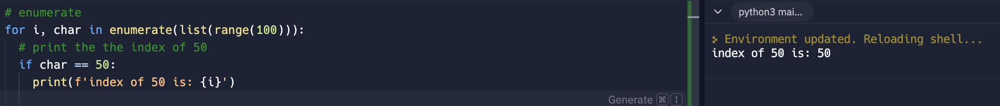 # enumerate
for i, char in enumerate(list(range(100))):
  # print the the index of 50
  if char == 50:
    print(f'index of 50 is: {i}')
Generate ⌘ I
python3 mai...
Environment updated. Reloading shell...
index of 50 is: 50